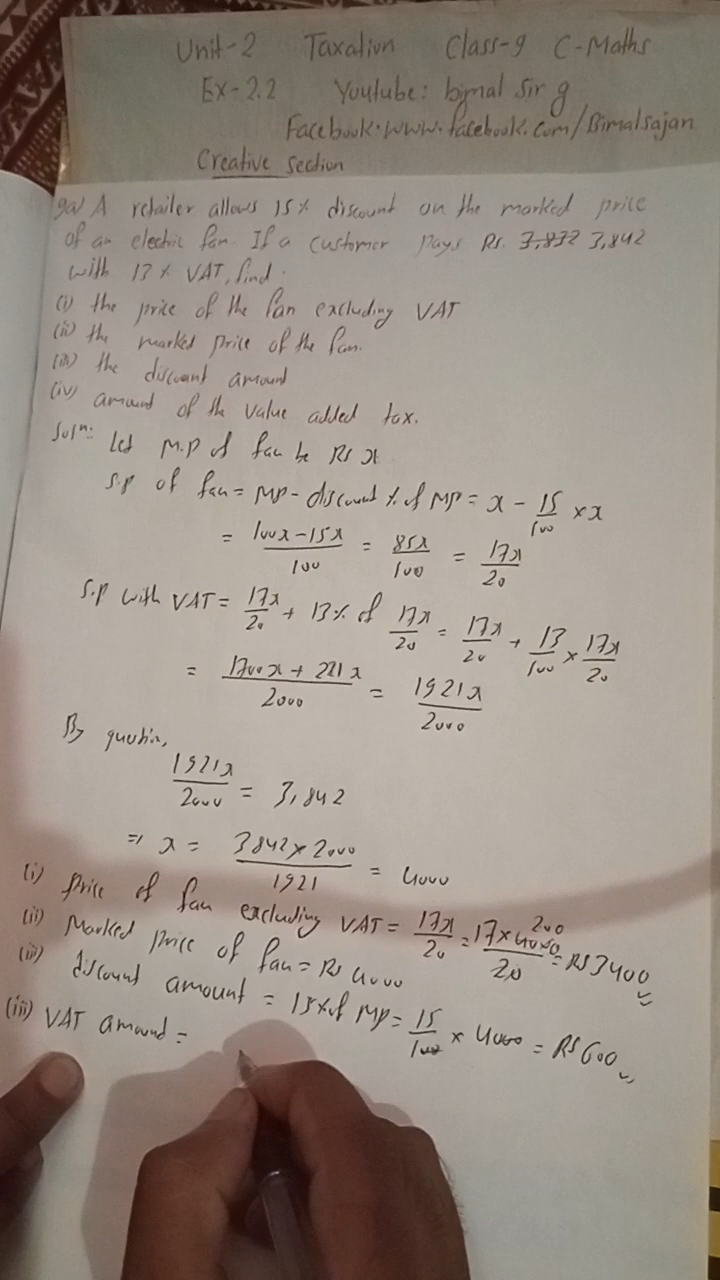 Unit-2 Taxation Class-9 C-Maths
Ex-2.2 Youtube: bimal sir g
Facebook:www.facebook.com/Bimalsajan
Creative section
9a) A retailer allows 15% discount on the marked price
of an electric fan. If a customer pays Rs. 3,832 3,842
with 13% VAT, find.
(i) the price of the fan excluding VAT
(ii) the marked price of the fan.
(iii) the discount amount
(iv) amount of the value added tax.
Solⁿ: Let M.P of fan be Rs x
S.P of fan = MP - discount % of MP = x - 15/100 × x
= 100x-15x/100 = 85x/100 = 17x/20
S.P with VAT = 17x/20 + 13% of 17x/20 = 17x/20 + 13/100 × 17x/20
= 1700x + 221x/2000 = 1921x/2000
By question,
1921x/2000 = 3,842
⇒ x = 3842×2000/1921 = 4000
(i) Price of fan excluding VAT = 17x/20 = 17×4000/20 200 = RS 3400
(ii) Marked price of fan = Rs 4000
(iii) discount amount = 15% of MP = 15/100 × 4000 = RS 600
(iii) VAT amount =